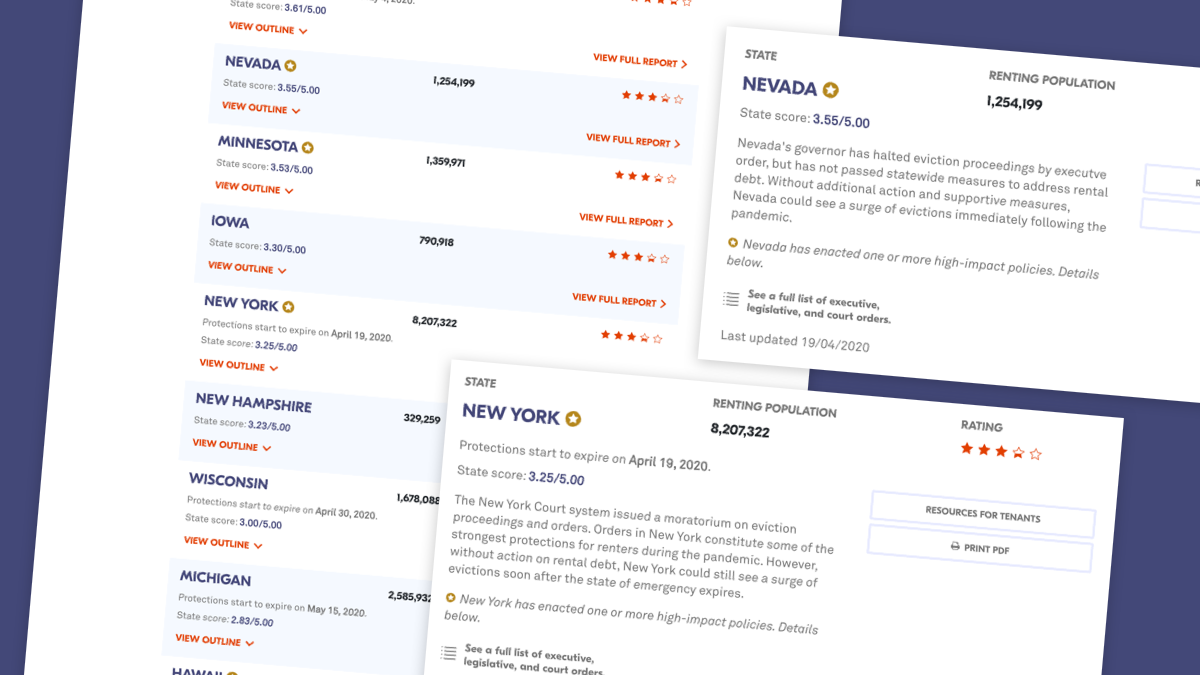 State score: 3.61/5.00
VIEW OUTLINE
VIEW FULL REPORT
NEVADA
1,254,199
State score: 3.55/5.00
VIEW OUTLINE
VIEW FULL REPORT
MINNESOTA
1,359,971
State score: 3.53/5.00
VIEW OUTLINE
VIEW FULL REPORT
IOWA
790,918
State score: 3.30/5.00
VIEW OUTLINE
VIEW FULL REPORT
NEW YORK
8,207,322
Protections start to expire on April 19, 2020.
State score: 3.25/5.00
VIEW OUTLINE
NEW HAMPSHIRE
329,259
State score: 3.23/5.00
VIEW OUTLINE
WISCONSIN
1,678,088
Protections start to expire on April 30, 2020.
State score: 3.00/5.00
VIEW OUTLINE
MICHIGAN
2,585,932
Protections start to expire on May 15, 2020.
State score: 2.83/5.00
VIEW OUTLINE
HAWAII
STATE
RENTING POPULATION
NEVADA
1,254,199
State score: 3.55/5.00
Nevada's governor has halted eviction proceedings by executve
order, but has not passed statewide measures to address rental
debt. Without additional action and supportive measures,
Nevada could see a surge of evictions immediately following the
pandemic.
Nevada has enacted one or more high-impact policies. Details
below.
See a full list of executive,
legislative, and court orders.
Last updated 19/04/2020
STATE
RENTING POPULATION
RATING
NEW YORK
8,207,322
Protections start to expire on April 19, 2020.
State score: 3.25/5.00
The New York Court system issued a moratorium on eviction
proceedings and orders. Orders in New York constitute some of the
strongest protections for renters during the pandemic. However,
without action on rental debt, New York could still see a surge of
evictions soon after the state of emergency expires.
New York has enacted one or more high-impact policies. Details
below.
See a full list of executive,
legislative, and court orders.
RESOURCES FOR TENANTS
PRINT PDF